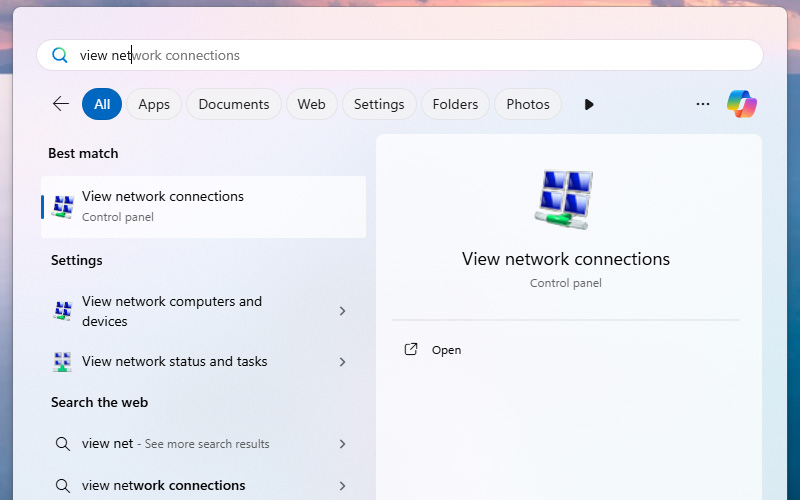 view network connections
All
Apps
Documents
Web
Settings
Folders
Photos
Best match
View network connections
Control panel
Settings
View network computers and
devices
View network status and tasks
Search the web
view net - See more search results
view network connections
View network connections
Control panel
Open